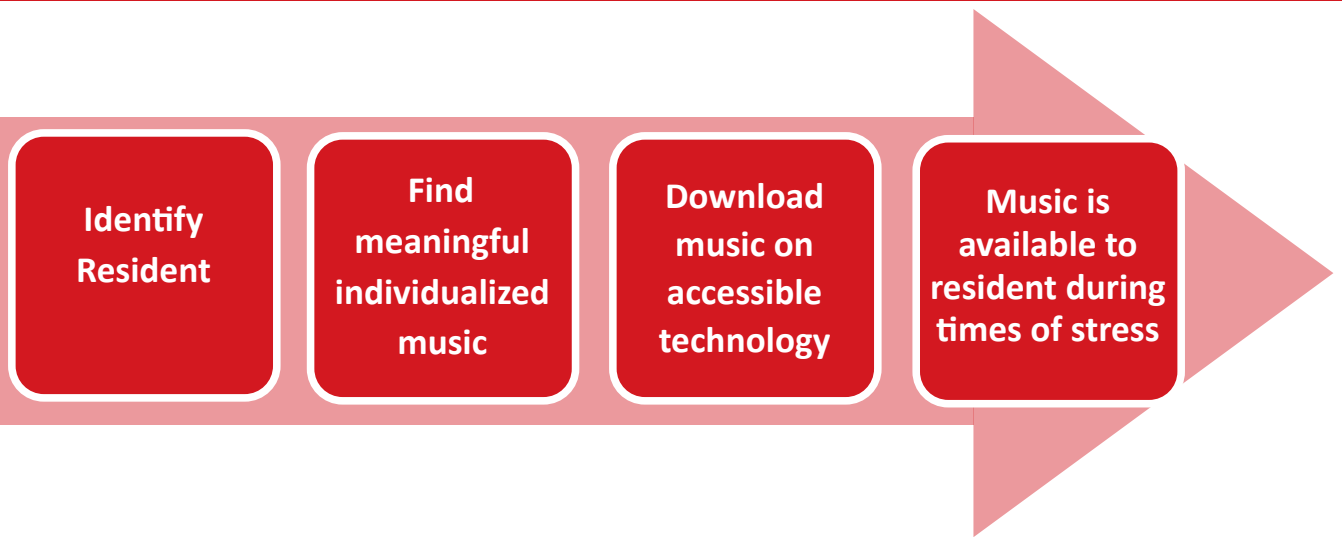 Identify
Resident
Find
meaningful
individualized
music
Download
music on
accessible
technology
Music is
available to
resident during
times of stress